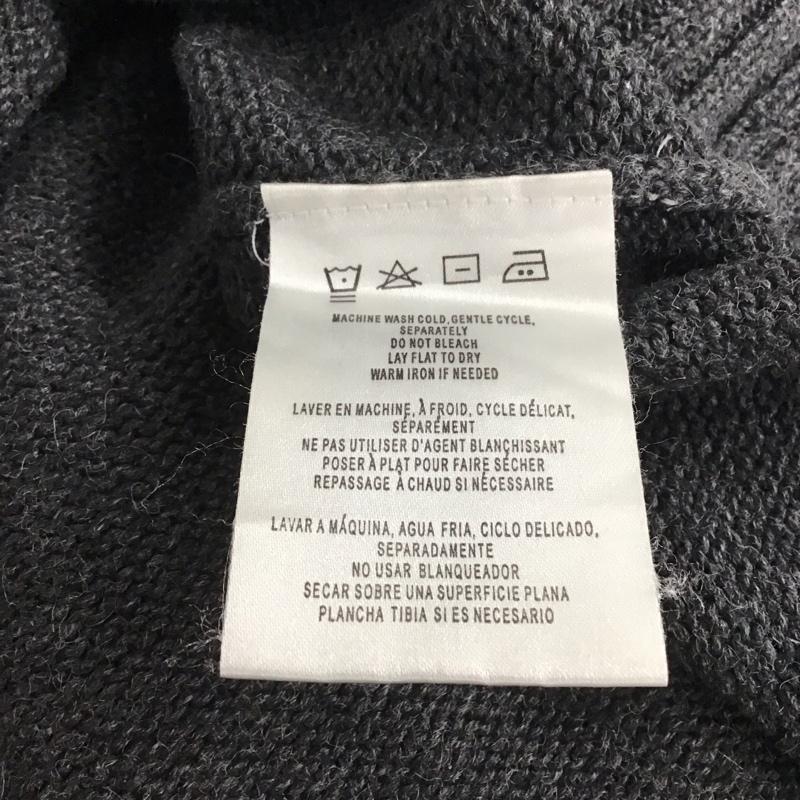 MACHINE WASH COLD, GENTLE CYCLE,
SEPARATELY
DO NOT BLEACH
LAY FLAT TO DRY
WARM IRON IF NEEDED
LAVER EN MACHINE, À FROID, CYCLE DÉLICAT,
SÉPARÉMENT
NE PAS UTILISER D'AGENT BLANÇHISSANT
POSER À PLAT POUR FAIRE SÉCHER
REPASSAGE À CHAUD SI NÉCESSAIRE
LAVAR A MÁQUINA, AGUA FRIA, CICLO DELICADO,
SEPARADAMENTE
NO USAR BLANQUEADOR
SECAR SOBRE UNA SUPERFICIE PLANA
PLANCHA TIBIA SI ES NECESARIO